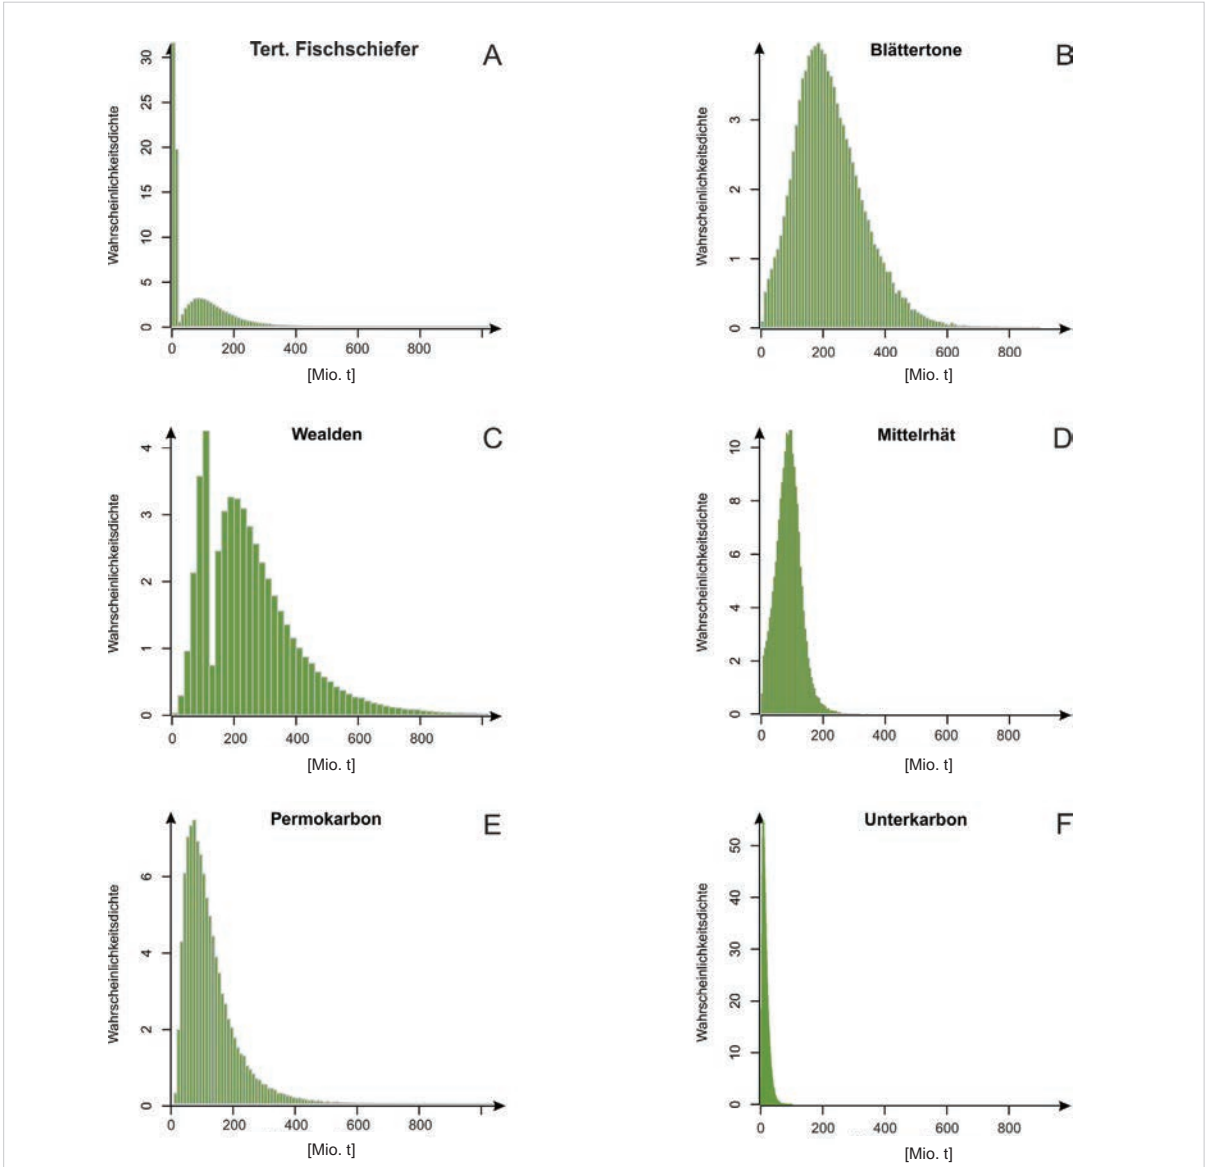 Tert. Fischschiefer
A
Wahrscheinlichkeitsdichte
30
25
20
15
10
5
0
0 200 400 600 800
[Mio. t]
Blättertone
B
Wahrscheinlichkeitsdichte
3
2
1
0
0 200 400 600 800
[Mio. t]
Wealden
C
Wahrscheinlichkeitsdichte
4
3
2
1
0
0 200 400 600 800
[Mio. t]
Mittelrhät
D
Wahrscheinlichkeitsdichte
10
8
6
4
2
0
0 200 400 600 800
[Mio. t]
Permokarbon
E
Wahrscheinlichkeitsdichte
6
4
2
0
0 200 400 600 800
[Mio. t]
Unterkarbon
F
Wahrscheinlichkeitsdichte
50
40
30
20
10
0
0 200 400 600 800
[Mio. t]